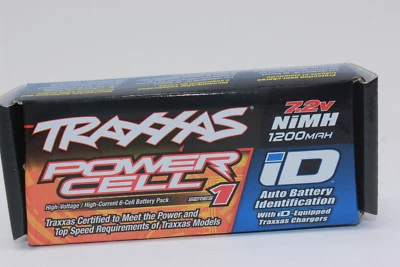 TRAXXAS
POWER
CELL
SERIES 1
High-Voltage / High-Current 6-Cell Battery Pack
Traxxas Certified to Meet the Power and
Top Speed Requirements of Traxxas Models
7.2V
NiMH
1200MAH
iD
Auto Battery
Identification
With iD-Equipped
Traxxas Chargers